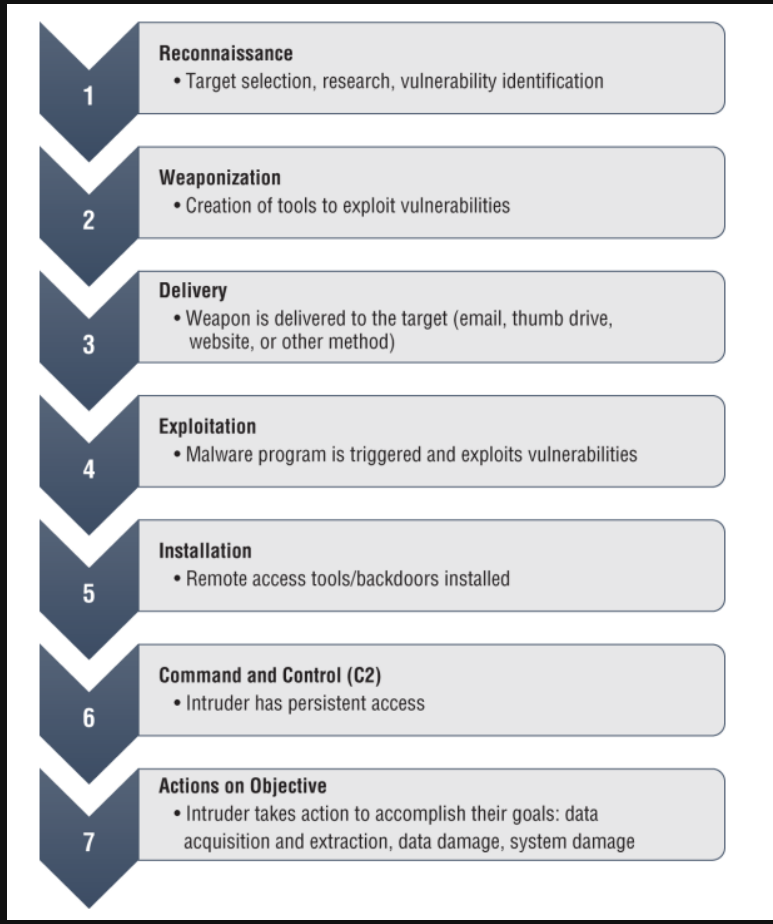 1
Reconnaissance
• Target selection, research, vulnerability identification
2
Weaponization
• Creation of tools to exploit vulnerabilities
3
Delivery
• Weapon is delivered to the target (email, thumb drive,
website, or other method)
4
Exploitation
• Malware program is triggered and exploits vulnerabilities
5
Installation
• Remote access tools/backdoors installed
6
Command and Control (C2)
• Intruder has persistent access
7
Actions on Objective
• Intruder takes action to accomplish their goals: data
acquisition and extraction, data damage, system damage